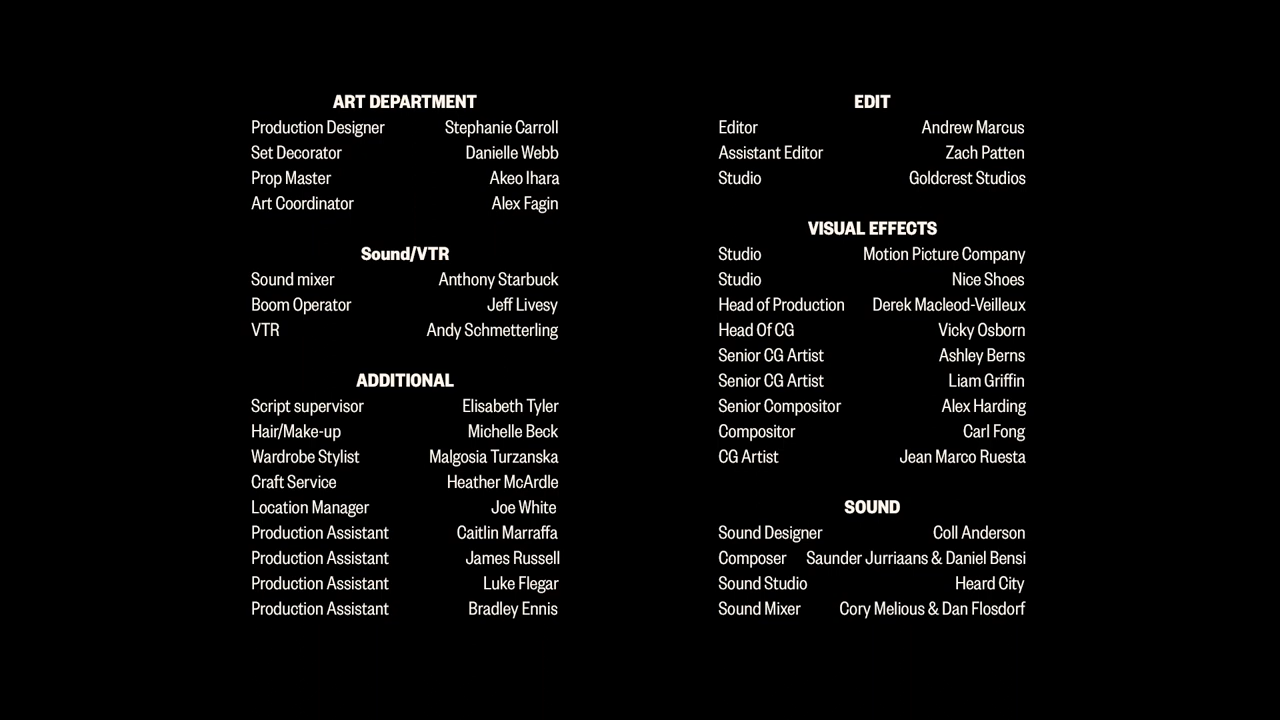 ART DEPARTMENT
Production Designer Stephanie Carroll
Set Decorator Danielle Webb
Prop Master Akeo Ihara
Art Coordinator Alex Fagin
Sound/VTR
Sound mixer Anthony Starbuck
Boom Operator Jeff Livesy
VTR Andy Schmetterling
ADDITIONAL
Script supervisor Elisabeth Tyler
Hair/Make-up Michelle Beck
Wardrobe Stylist Malgosia Turzanska
Craft Service Heather McArdle
Location Manager Joe White
Production Assistant Caitlin Marraffa
Production Assistant James Russell
Production Assistant Luke Flegar
Production Assistant Bradley Ennis
EDIT
Editor Andrew Marcus
Assistant Editor Zach Patten
Studio Goldcrest Studios
VISUAL EFFECTS
Studio Motion Picture Company
Studio Nice Shoes
Head of Production Derek Macleod-Veilleux
Head Of CG Vicky Osborn
Senior CG Artist Ashley Berns
Senior CG Artist Liam Griffin
Senior Compositor Alex Harding
Compositor Carl Fong
CG Artist Jean Marco Ruesta
SOUND
Sound Designer Coll Anderson
Composer Saunder Jurriaans & Daniel Bensi
Sound Studio Heard City
Sound Mixer Cory Melious & Dan Flosdorf